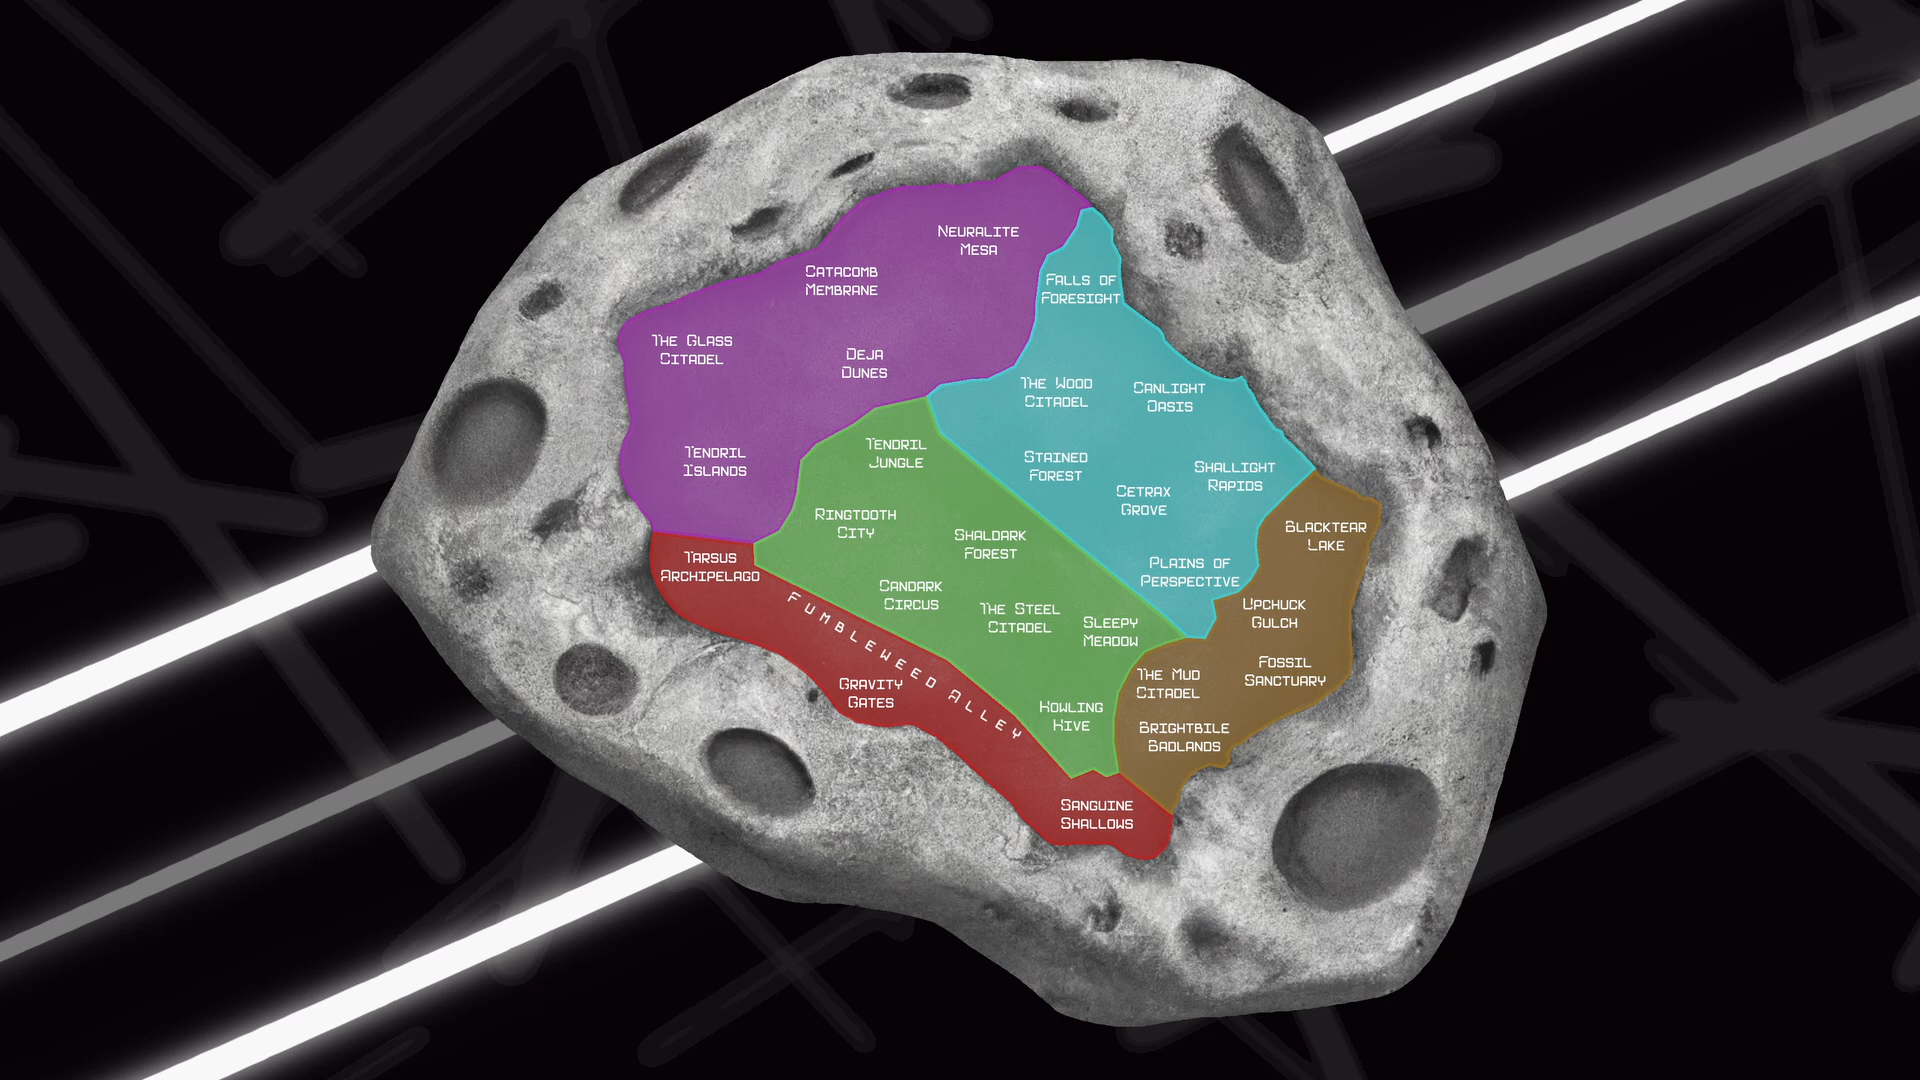 Neuralite
Mesa
Catacomb
Membrane
The Glass
Citadel
Deja
Dunes
Tendril
Islands
Falls of
Foresight
The Wood
Citadel
Canlight
Oasis
Stained
Forest
Cetrax
Grove
Shallight
Rapids
Plains of
Perspective
Tendril
Jungle
Ringtooth
City
Shaldark
Forest
Candark
Circus
The Steel
Citadel
Sleepy
Meadow
Howling
Hive
Blacktear
Lake
Upchuck
Gulch
Fossil
Sanctuary
The Mud
Citadel
Brightbile
Badlands
Tarsus
Archipelago
Fumbleweed Alley
Gravity
Gates
Sanguine
Shallows